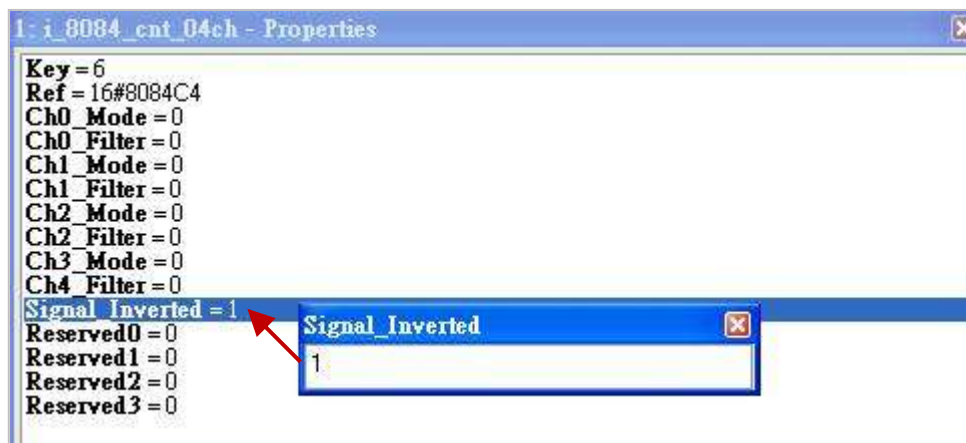 1: i_8084_cnt_04ch - Properties
Key = 6
Ref = 16#8084C4
Ch0_Mode = 0
Ch0_Filter = 0
Ch1_Mode = 0
Ch1_Filter = 0
Ch2_Mode = 0
Ch2_Filter = 0
Ch3_Mode = 0
Ch4_Filter = 0
Signal_Inverted = 1
Reserved0 = 0
Reserved1 = 0
Reserved2 = 0
Reserved3 = 0
Signal_Inverted
1